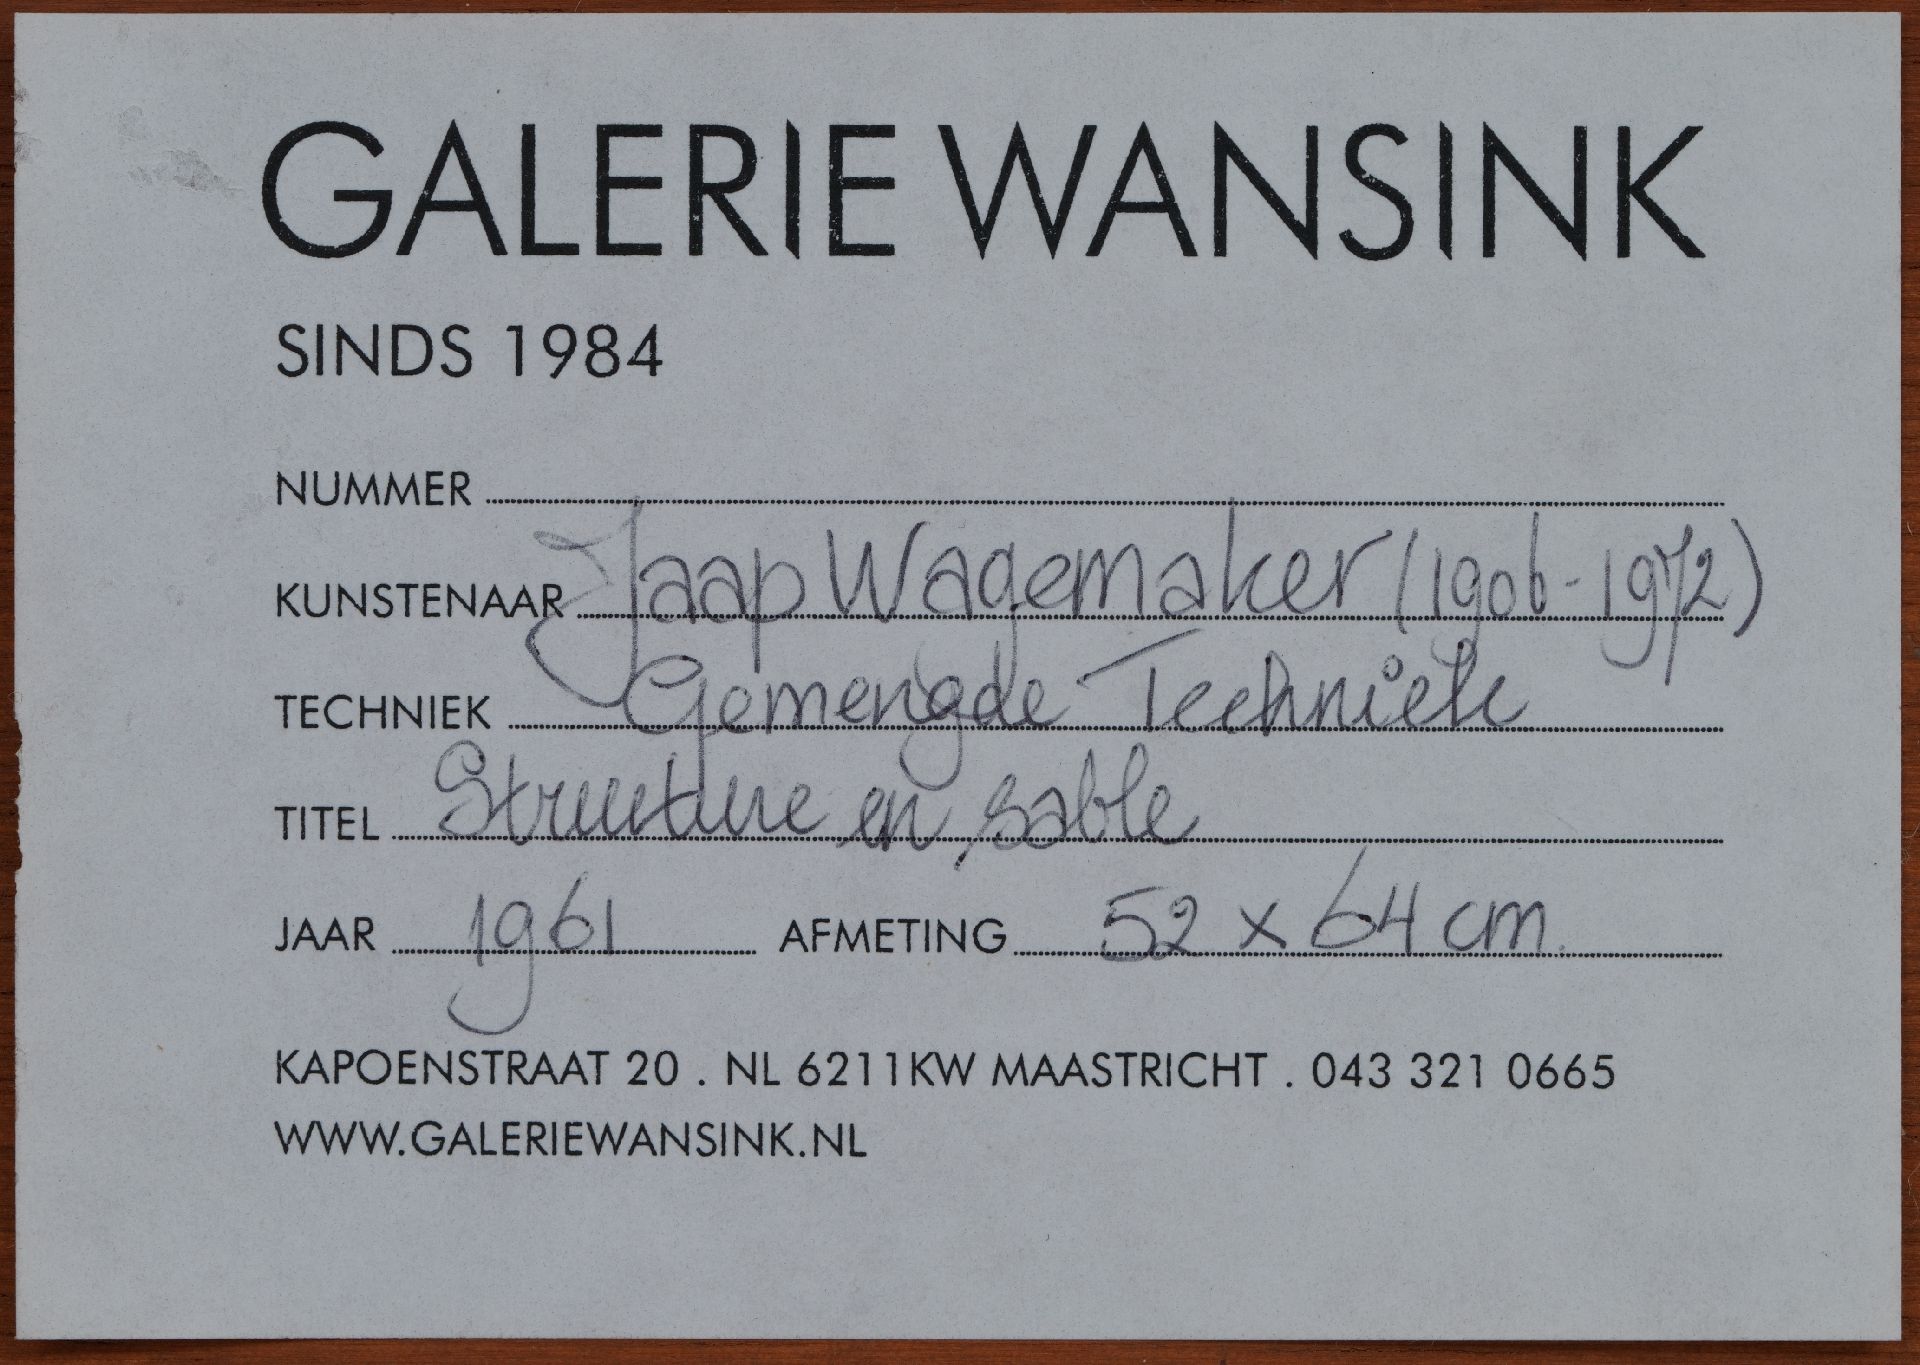 GALERIE WANSINK
SINDS 1984
NUMMER
KUNSTENAAR Jaap Wagemaker (1906-1972)
TECHNIEK Gemengde Techniek
TITEL Structure en sable
JAAR 1961 AFMETING 52 x 64 cm.
KAPOENSTRAAT 20 . NL 6211KW MAASTRICHT . 043 321 0665
WWW.GALERIEWANSINK.NL